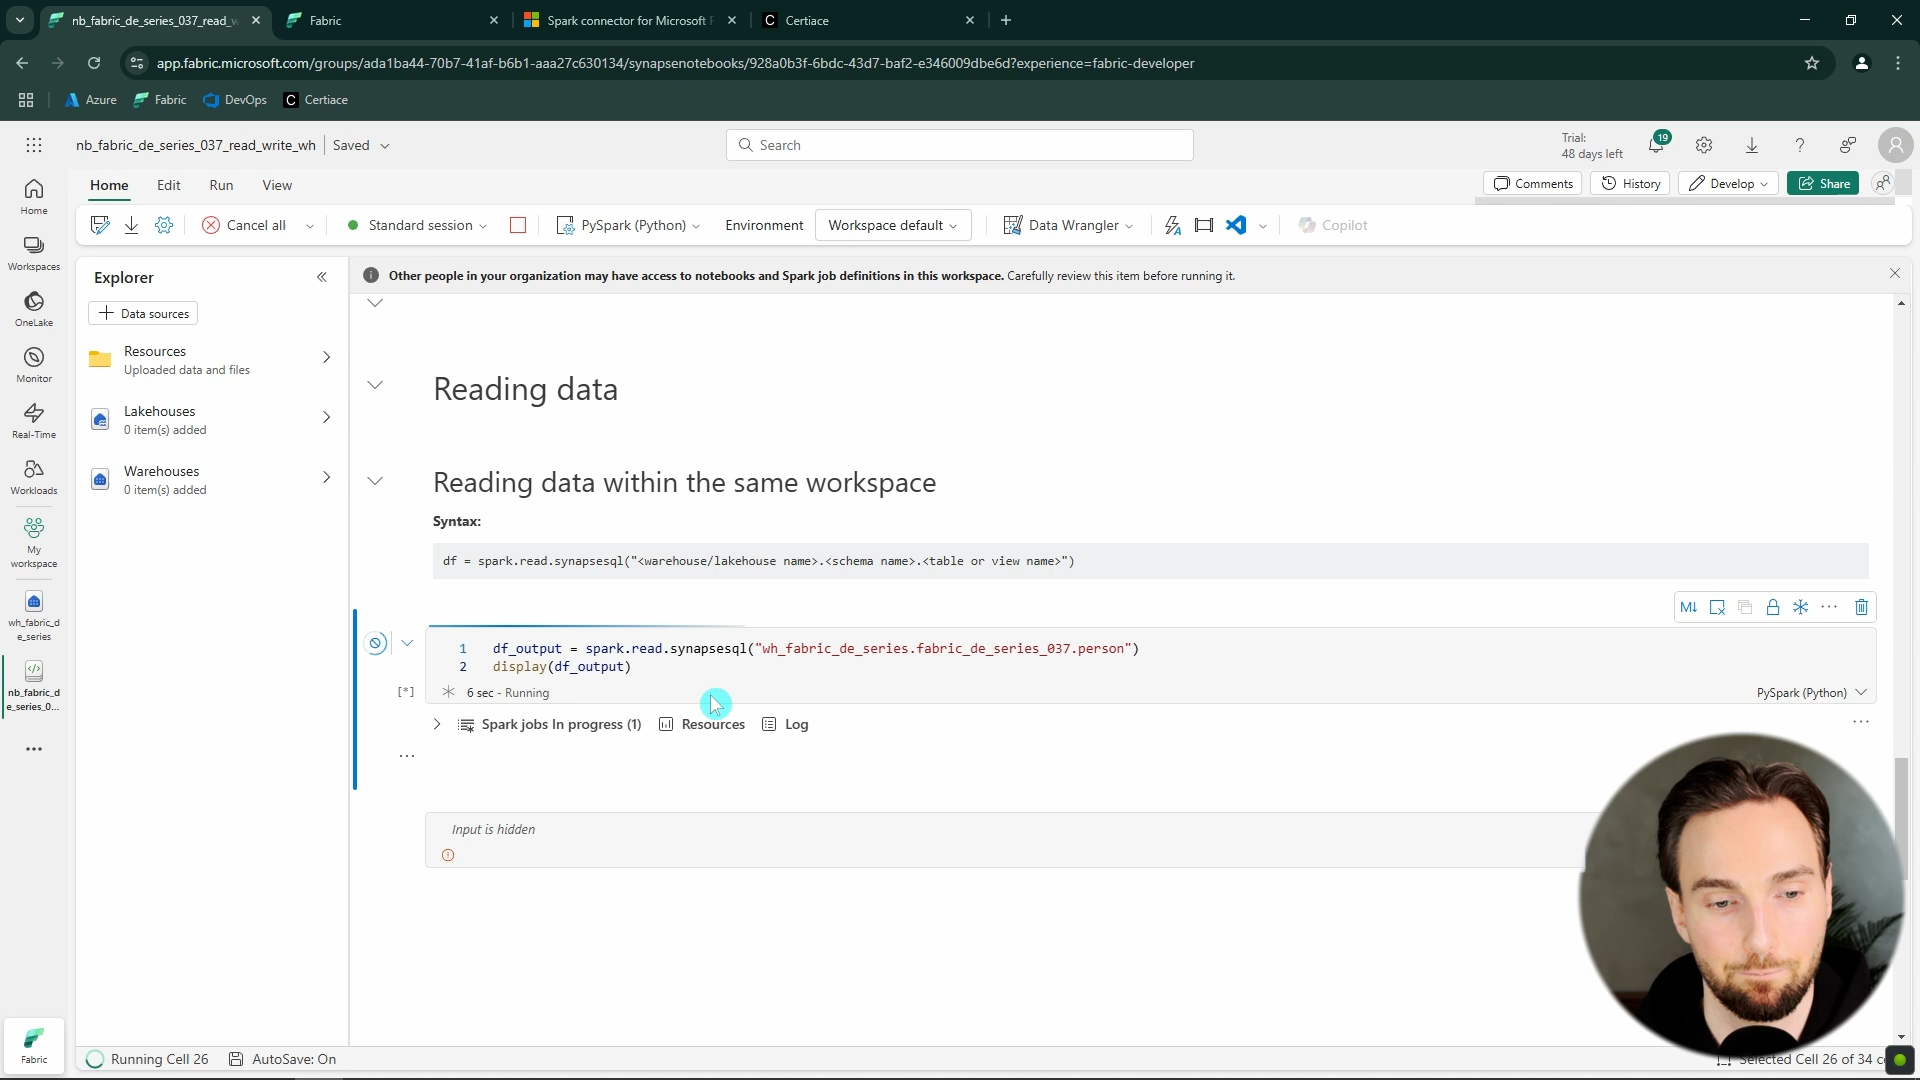 nb_fabric_de_series_037_read_w
Fabric
Spark connector for Microsoft F
Certiace
app.fabric.microsoft.com/groups/ada1ba44-70b7-41af-b6b1-aaa27c630134/synapsenotebooks/928a0b3f-6bdc-43d7-baf2-e346009dbe6d?experience=fabric-developer
Azure
Fabric
DevOps
Certiace
nb_fabric_de_series_037_read_write_wh
Saved
Search
Trial:
48 days left
19
Home
Edit
Run
View
Comments
History
Develop
Share
Cancel all
Standard session
PySpark (Python)
Environment
Workspace default
Data Wrangler
Copilot
Home
Workspaces
OneLake
Monitor
Real-Time
Workloads
My
workspace
wh_fabric_d
e_series
nb_fabric_d
e_series_0...
Fabric
Explorer
Data sources
Resources
Uploaded data and files
Lakehouses
0 item(s) added
Warehouses
0 item(s) added
Other people in your organization may have access to notebooks and Spark job definitions in this workspace. Carefully review this item before running it.
Reading data
Reading data within the same workspace
Syntax:
df = spark.read.synapsesql("<warehouse/lakehouse name>.<schema name>.<table or view name>")
M↓
1 df_output = spark.read.synapsesql("wh_fabric_de_series.fabric_de_series_037.person")
2 display(df_output)
[*]
6 sec - Running
PySpark (Python)
Spark jobs In progress (1)
Resources
Log
Input is hidden
Running Cell 26
AutoSave: On
Selected Cell 26 of 34 c